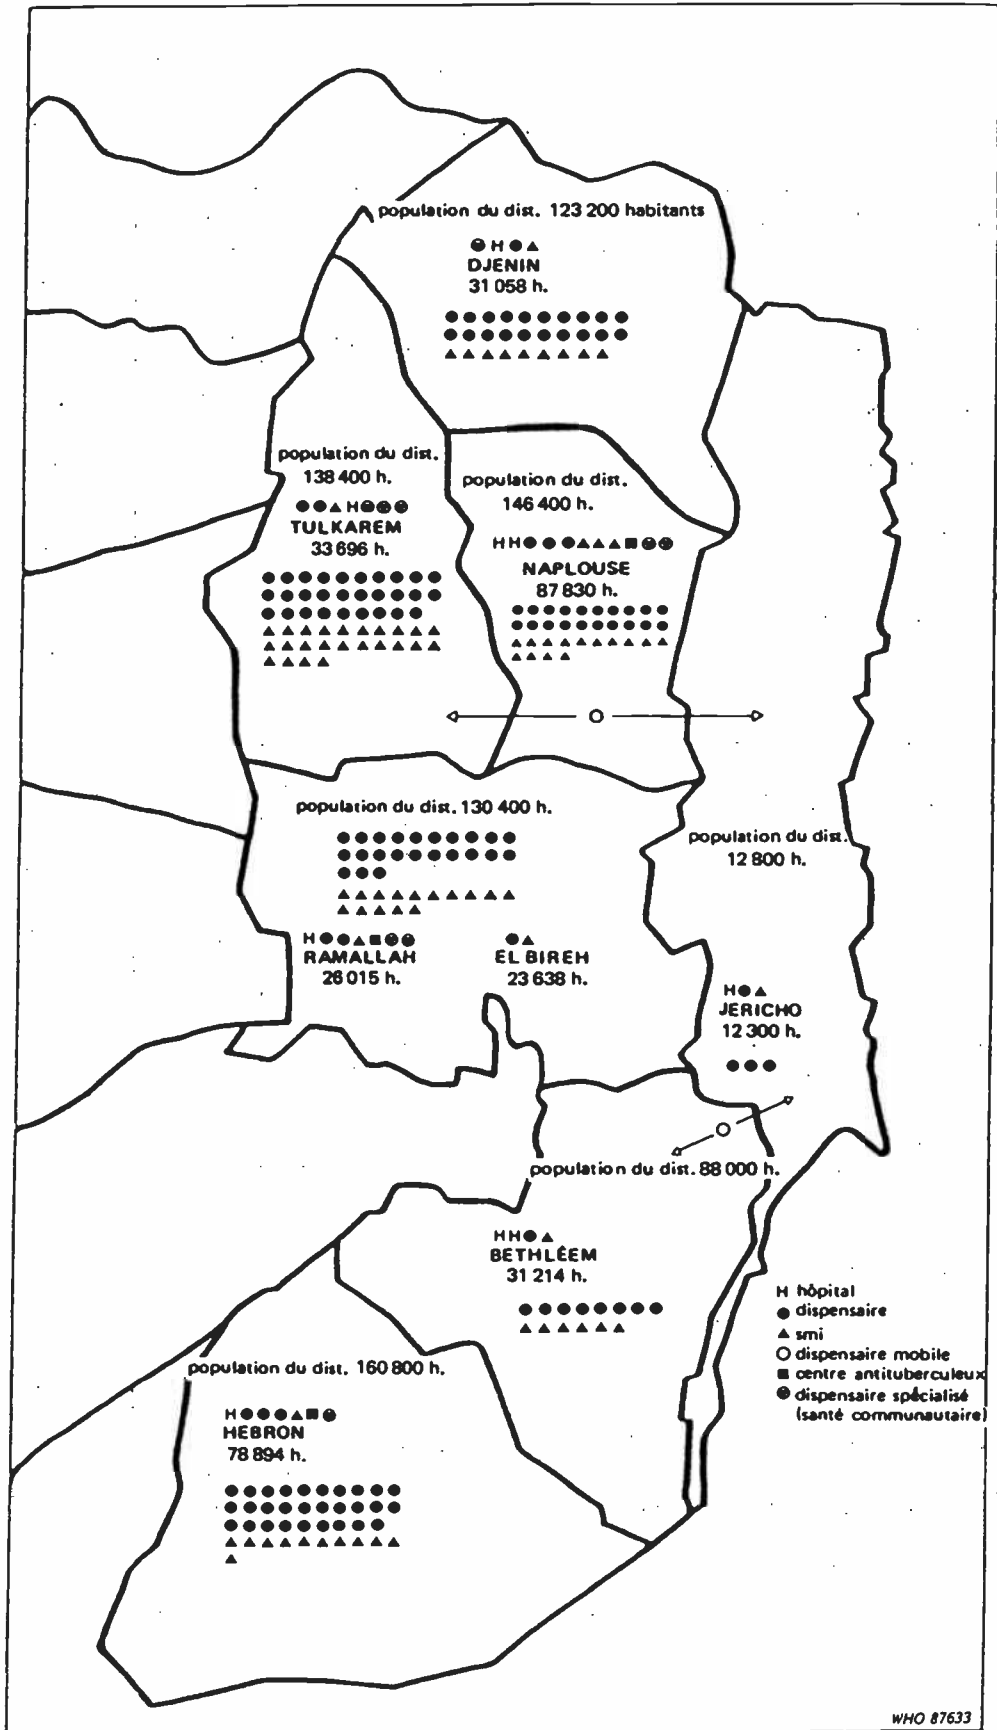 population du dist. 123 200 habitants
H
DJENIN
31 058 h.
population du dist.
138 400 h.
H
TULKAREM
33 696 h.
population du dist.
146 400 h.
HH
NAPLOUSE
87 830 h.
population du dist. 130 400 h.
H
RAMALLAH
26 015 h.
EL BIREH
23 638 h.
population du dist.
12 800 h.
H
JERICHO
12 300 h.
population du dist. 88 000 h.
HH
BETHLÉEM
31 214 h.
H hôpital
dispensaire
smi
dispensaire mobile
centre antituberculeux
dispensaire spécialisé
(santé communautaire)
population du dist. 160 800 h.
H
HEBRON
78 894 h.
WHO 87633